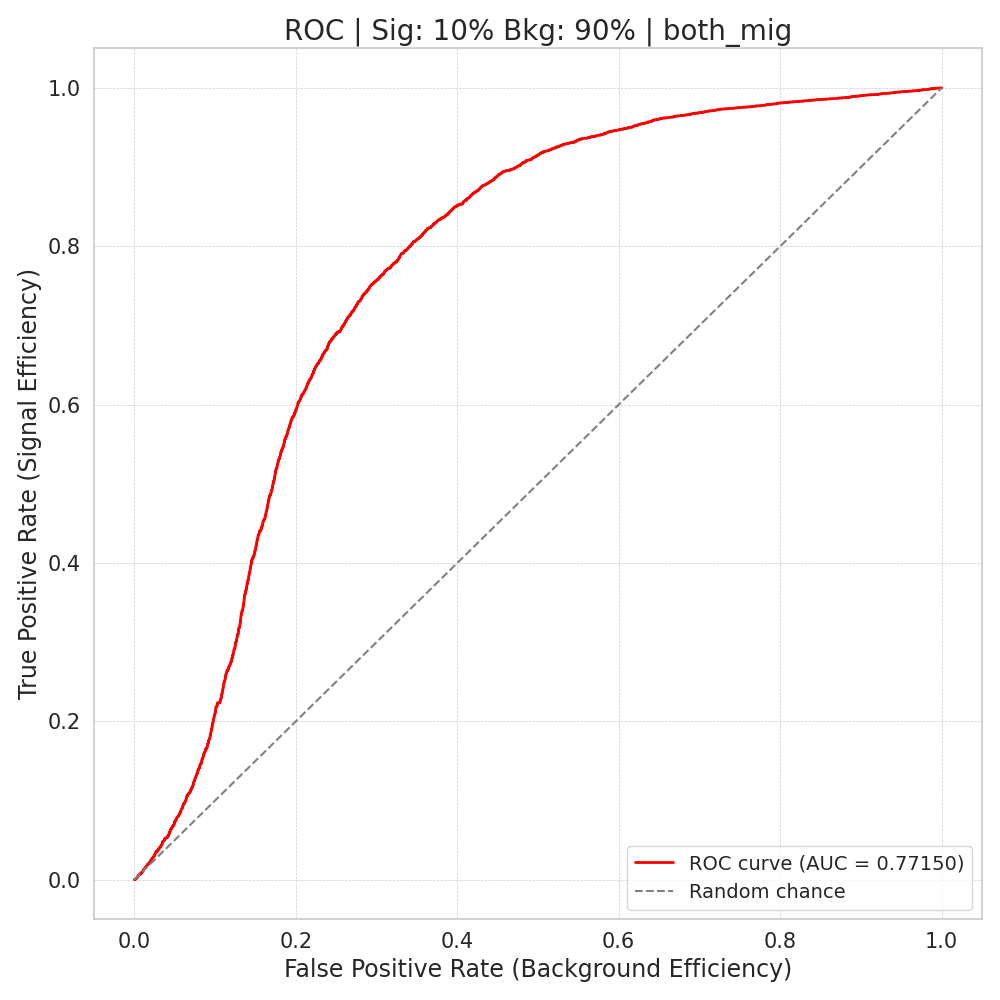 ROC | Sig: 10% Bkg: 90% | both_mig
True Positive Rate (Signal Efficiency)
1.0
0.8
0.6
0.4
0.2
0.0
ROC curve (AUC = 0.77150)
Random chance
0.0 0.2 0.4 0.6 0.8 1.0
False Positive Rate (Background Efficiency)